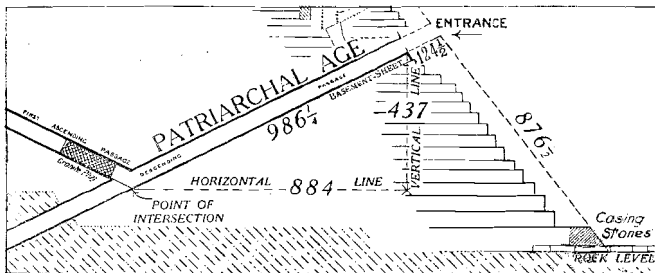 ENTRANCE
PATRIARCHAL AGE
PASSAGE
BASEMENT-SHEET
124½
LINE
986¼
437
876½
FIRST ASCENDING PASSAGE
Granite Plug
DESCENDING
VERTICAL
HORIZONTAL 884 LINE
POINT OF
INTERSECTION
Casing
Stones
ROCK LEVEL